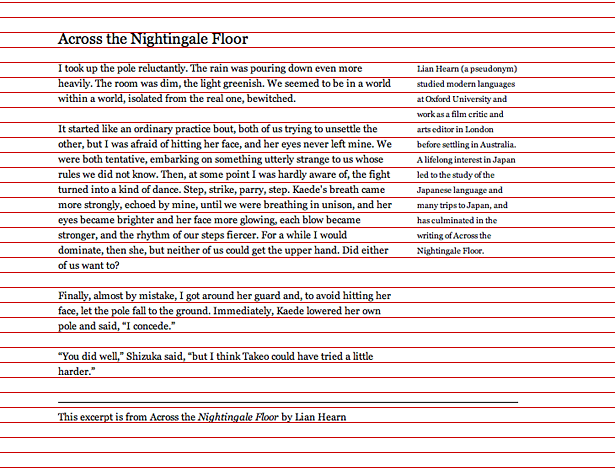 Across the Nightingale Floor
I took up the pole reluctantly. The rain was pouring down even more
heavily. The room was dim, the light greenish. We seemed to be in a world
within a world, isolated from the real one, bewitched.
It started like an ordinary practice bout, both of us trying to unsettle the
other, but I was afraid of hitting her face, and her eyes never left mine. We
were both tentative, embarking on something utterly strange to us whose
rules we did not know. Then, at some point I was hardly aware of, the fight
turned into a kind of dance. Step, strike, parry, step. Kaede's breath came
more strongly, echoed by mine, until we were breathing in unison, and her
eyes became brighter and her face more glowing, each blow became
stronger, and the rhythm of our steps fiercer. For a while I would
dominate, then she, but neither of us could get the upper hand. Did either
of us want to?
Finally, almost by mistake, I got around her guard and, to avoid hitting her
face, let the pole fall to the ground. Immediately, Kaede lowered her own
pole and said, “I concede.”
“You did well,” Shizuka said, “but I think Takeo could have tried a little
harder.”
Lian Hearn (a pseudonym)
studied modern languages
at Oxford University and
work as a film critic and
arts editor in London
before settling in Australia.
A lifelong interest in Japan
led to the study of the
Japanese language and
many trips to Japan, and
has culminated in the
writing of Across the
Nightingale Floor.
This excerpt is from Across the Nightingale Floor by Lian Hearn